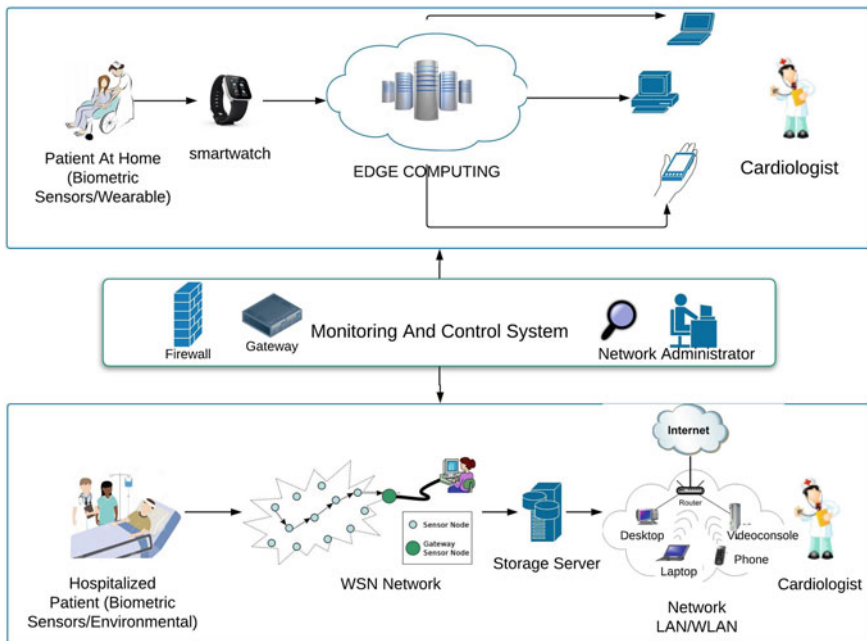 Patient At Home
(Biometric
Sensors/Wearable)
smartwatch
EDGE COMPUTING
Cardiologist
Firewall
Gateway
Monitoring And Control System
Network Administrator
Hospitalized
Patient (Biometric
Sensors/Environmental)
Sensor Node
Gateway
Sensor Node
WSN Network
Storage Server
Internet
Router
Desktop
Videoconsole
Laptop
Phone
Network
LAN/WLAN
Cardiologist